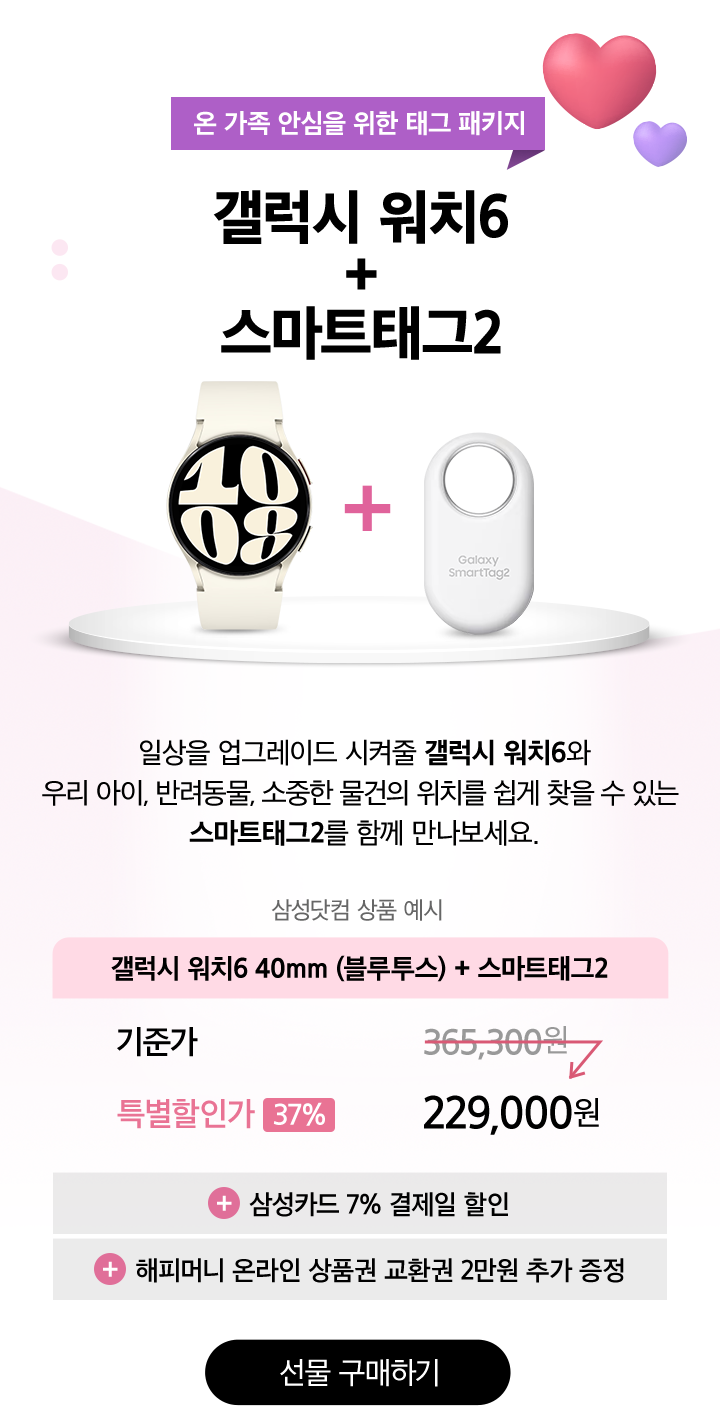 온 가족 안심을 위한 태그 패키지
갤럭시 워치6
+
스마트태그2
10
08
+
Galaxy
SmartTag2
일상을 업그레이드 시켜줄 갤럭시 워치6와
우리 아이, 반려동물, 소중한 물건의 위치를 쉽게 찾을 수 있는
스마트태그2를 함께 만나보세요.
삼성닷컴 상품 예시
갤럭시 워치6 40mm (블루투스) + 스마트태그2
기준가 365,300원
특별할인가 37% 229,000원
+ 삼성카드 7% 결제일 할인
+ 해피머니 온라인 상품권 교환권 2만원 추가 증정
선물 구매하기